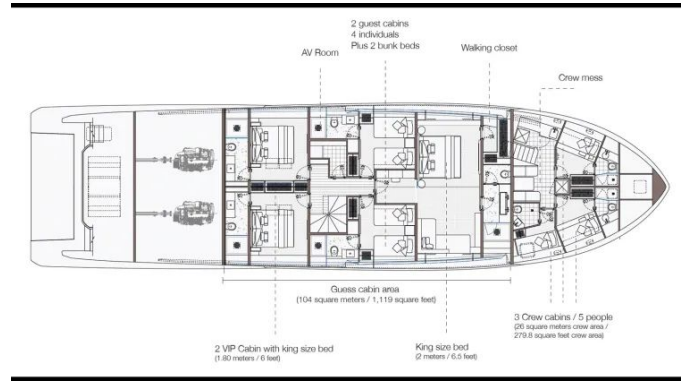 2 guest cabins
4 individuals
Plus 2 bunk beds
AV Room
Walking closet
Crew mess
Guess cabin area
(104 square meters / 1,119 square feet)
2 VIP Cabin with king size bed
(1.80 meters / 6 feet)
King size bed
(2 meters / 6.5 feet)
3 Crew cabins / 5 people
(26 square meters crew area /
279.8 square feet crew area)